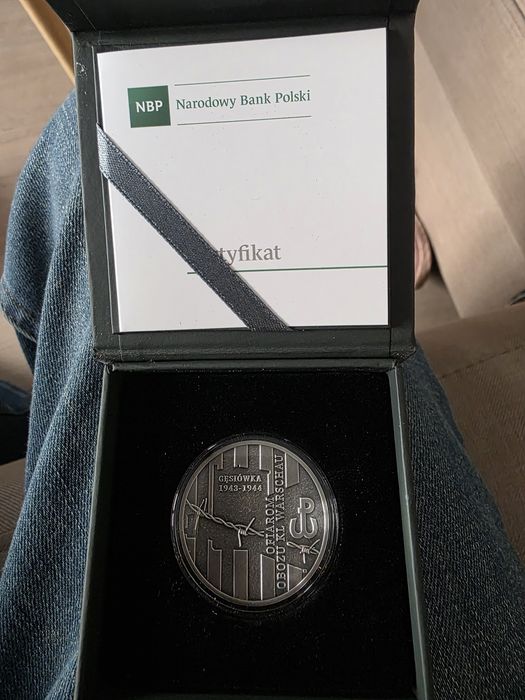 NBP
Narodowy Bank Polski
tyfikat
GĘSIÓWKA
1943-1944
OFIAROM
OBOZU KL WARSCHAU